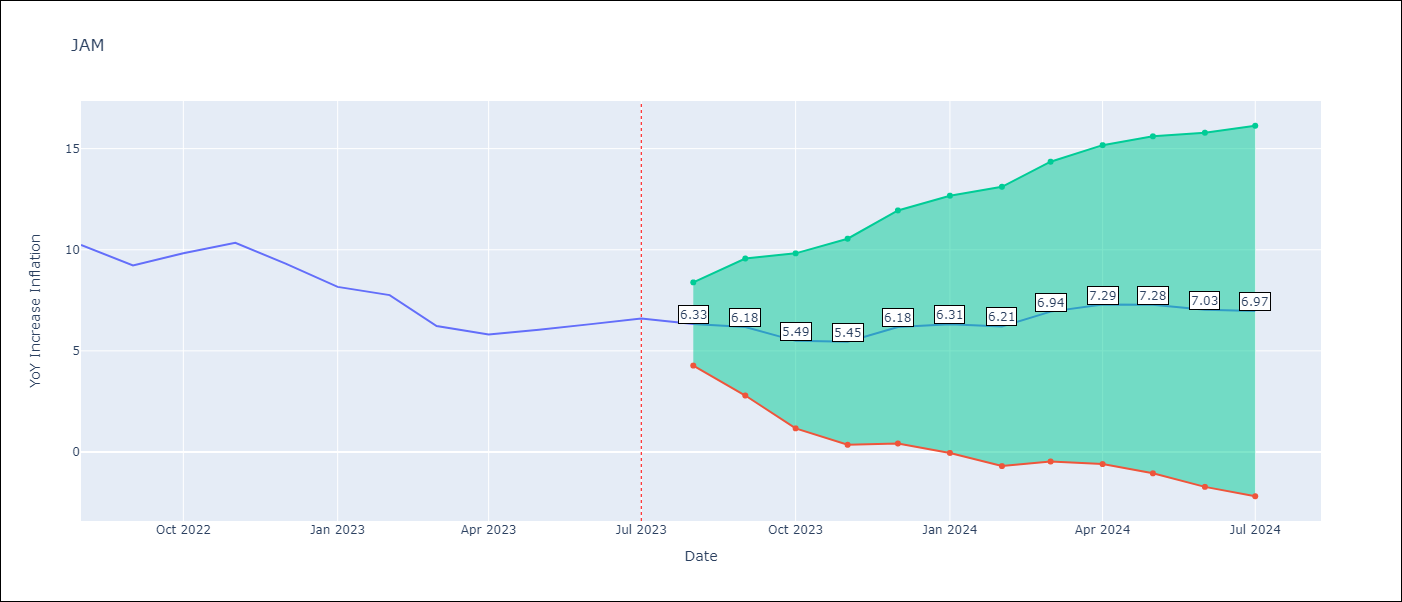 JAM
YoY Increase Inflation
15
10
5
0
6.33
6.18
5.49
5.45
6.18
6.31
6.21
6.94
7.29
7.28
7.03
6.97
Oct 2022
Jan 2023
Apr 2023
Jul 2023
Oct 2023
Jan 2024
Apr 2024
Jul 2024
Date